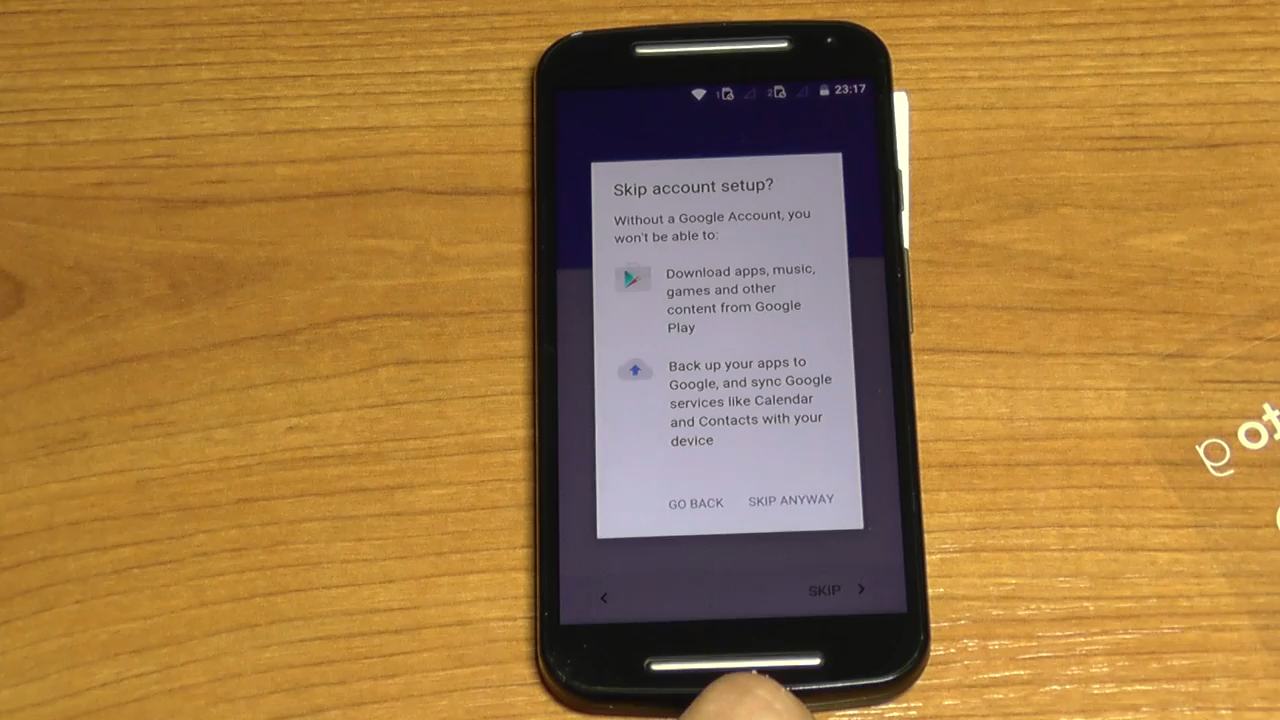 1 2 23:17
Skip account setup?
Without a Google Account, you
won't be able to:
Download apps, music,
games and other
content from Google
Play
Back up your apps to
Google, and sync Google
services like Calendar
and Contacts with your
device
GO BACK SKIP ANYWAY
SKIP